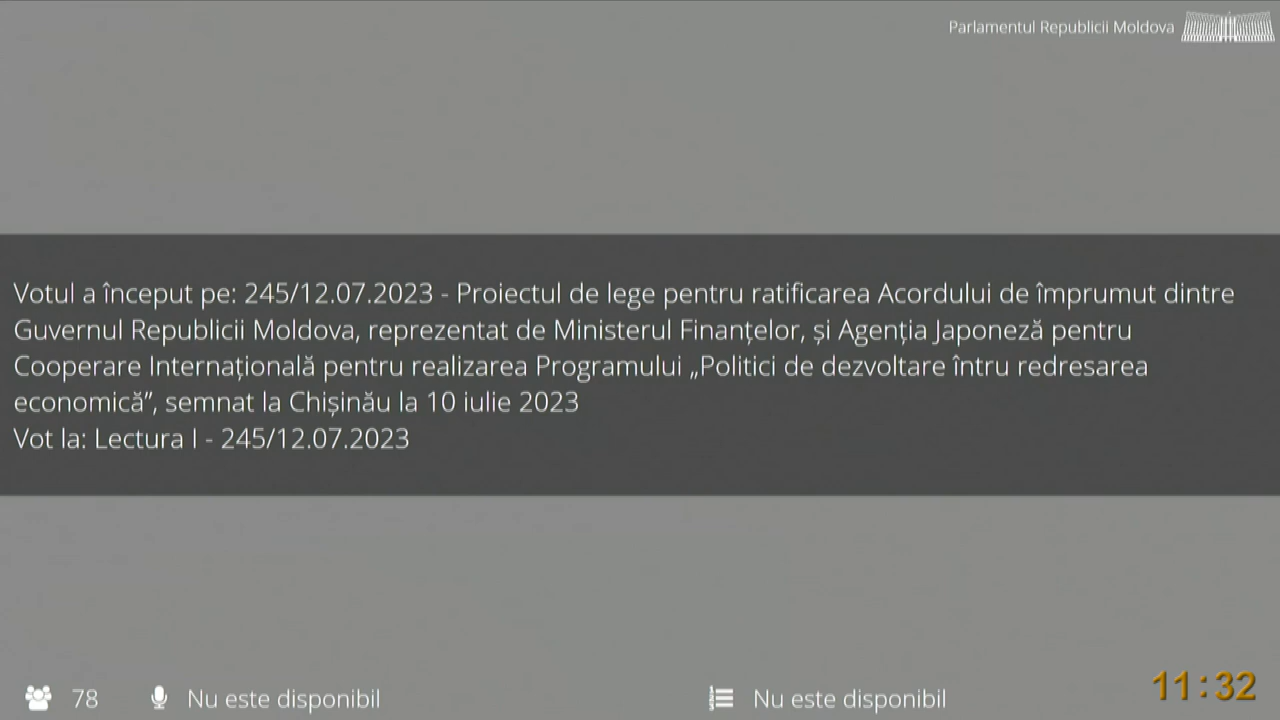 Parlamentul Republicii Moldova
Votul a început pe: 245/12.07.2023 - Proiectul de lege pentru ratificarea Acordului de împrumut dintre
Guvernul Republicii Moldova, reprezentat de Ministerul Finanțelor, și Agenția Japoneză pentru
Cooperare Internațională pentru realizarea Programului „Politici de dezvoltare întru redresarea
economică”, semnat la Chișinău la 10 iulie 2023
Vot la: Lectura I - 245/12.07.2023
78 Nu este disponibil Nu este disponibil 11:32